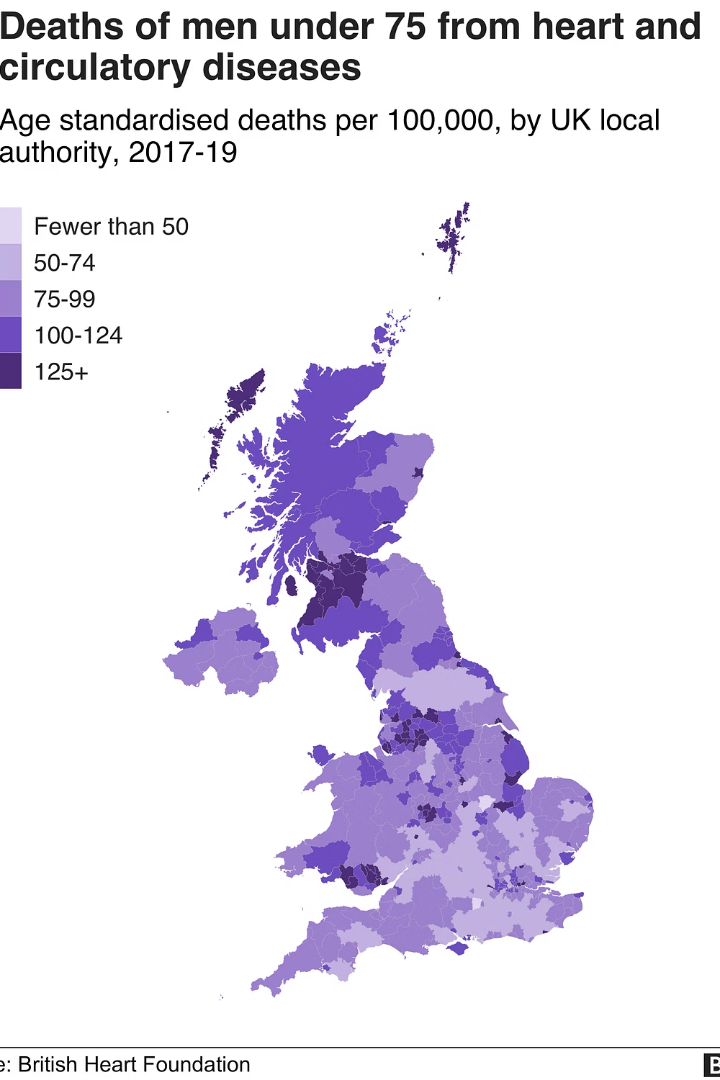 Deaths of men under 75 from heart and
circulatory diseases
Age standardised deaths per 100,000, by UK local
authority, 2017-19
Fewer than 50
50-74
75-99
100-124
125+
e: British Heart Foundation
B